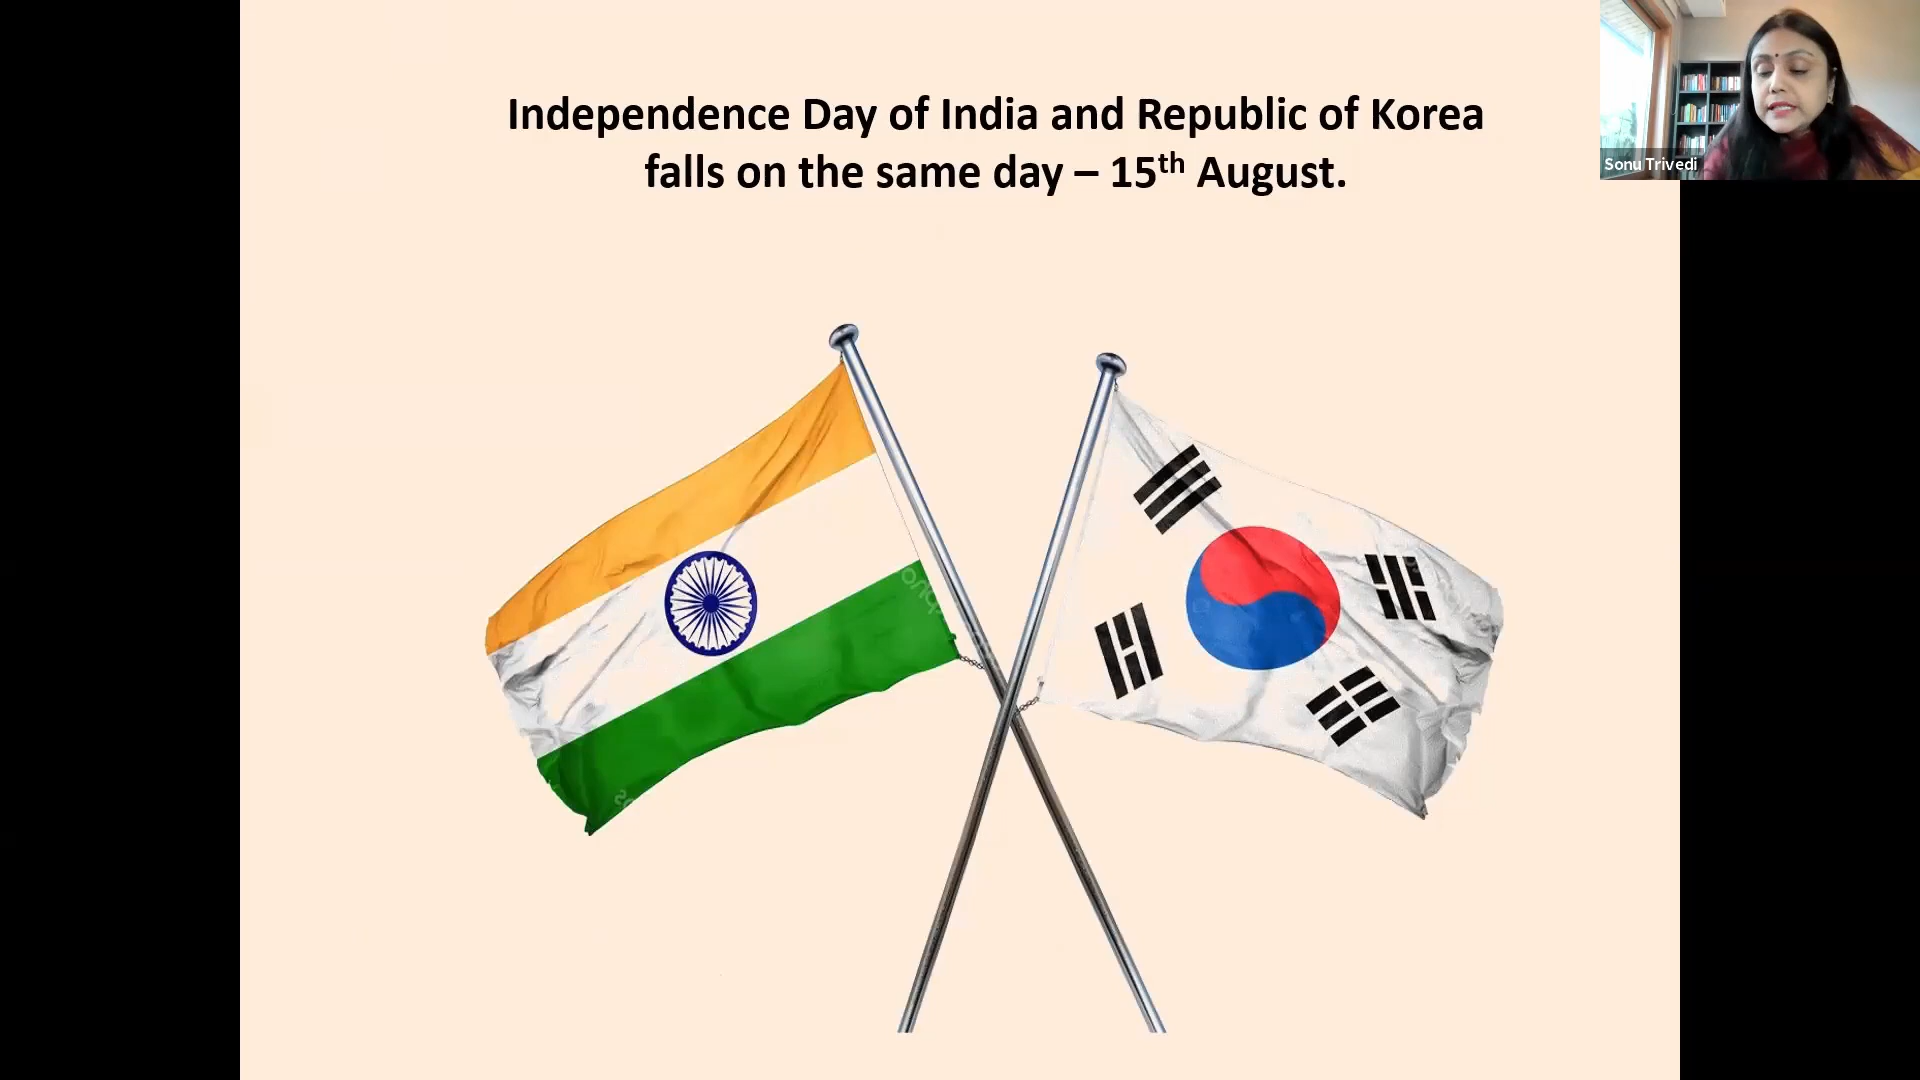 Independence Day of India and Republic of Korea
falls on the same day – 15th August.
Sonu Trivedi